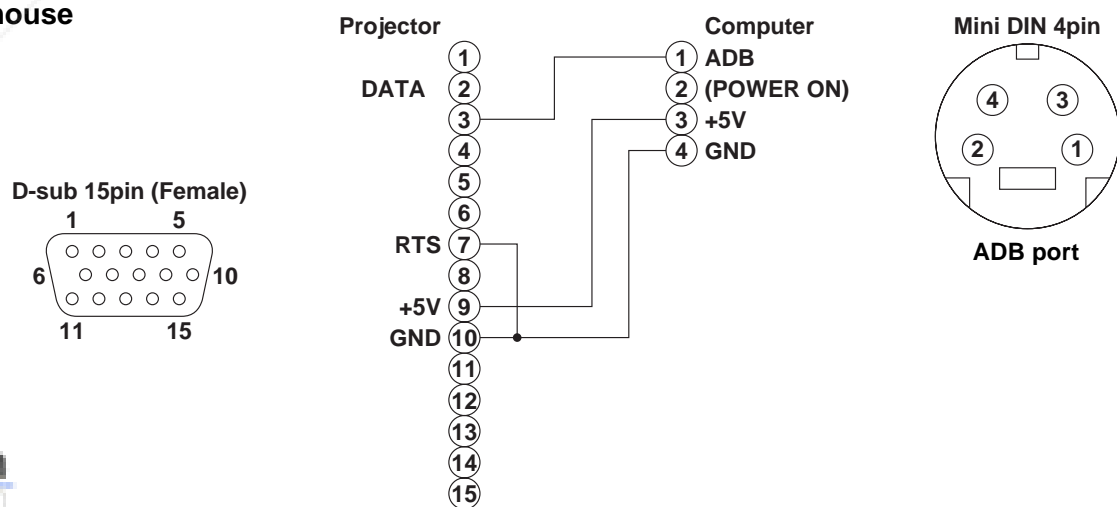 house
Projector
Computer
Mini DIN 4pin
1
1 ADB
DATA 2
2 (POWER ON)
3
3 +5V
4
4 GND
5
6
RTS 7
8
+5V 9
GND 10
11
12
13
14
15
4 3
2 1
ADB port
D-sub 15pin (Female)
1 5
6 10
11 15